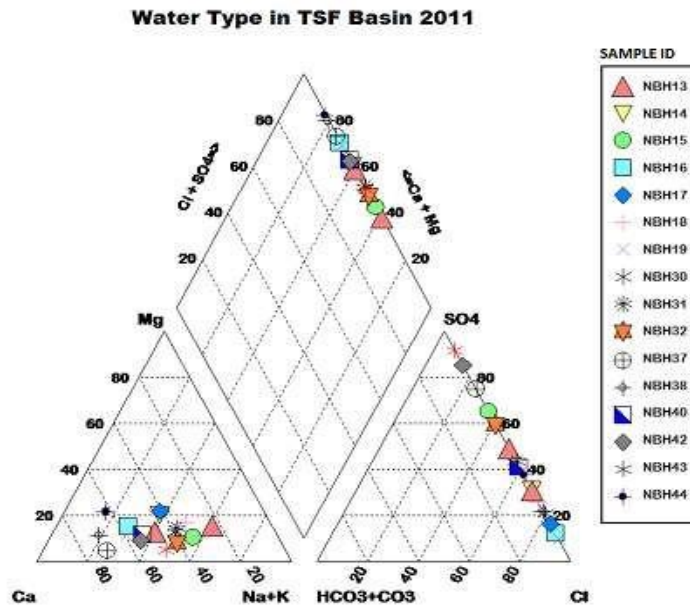 Water Type in TSF Basin 2011
SAMPLE ID
NBH13
NBH14
NBH15
NBH16
NBH17
NBH18
NBH19
NBH30
NBH31
NBH32
NBH37
NBH38
NBH40
NBH42
NBH43
NBH44
80
60
40
20
Cl + SO4=>
80
60
40
20
<=Ca + Mg
Mg
80
60
40
20
80
60
40
20
Ca
Na+K
SO4
80
60
40
20
20
40
60
80
HCO3+CO3
Cl